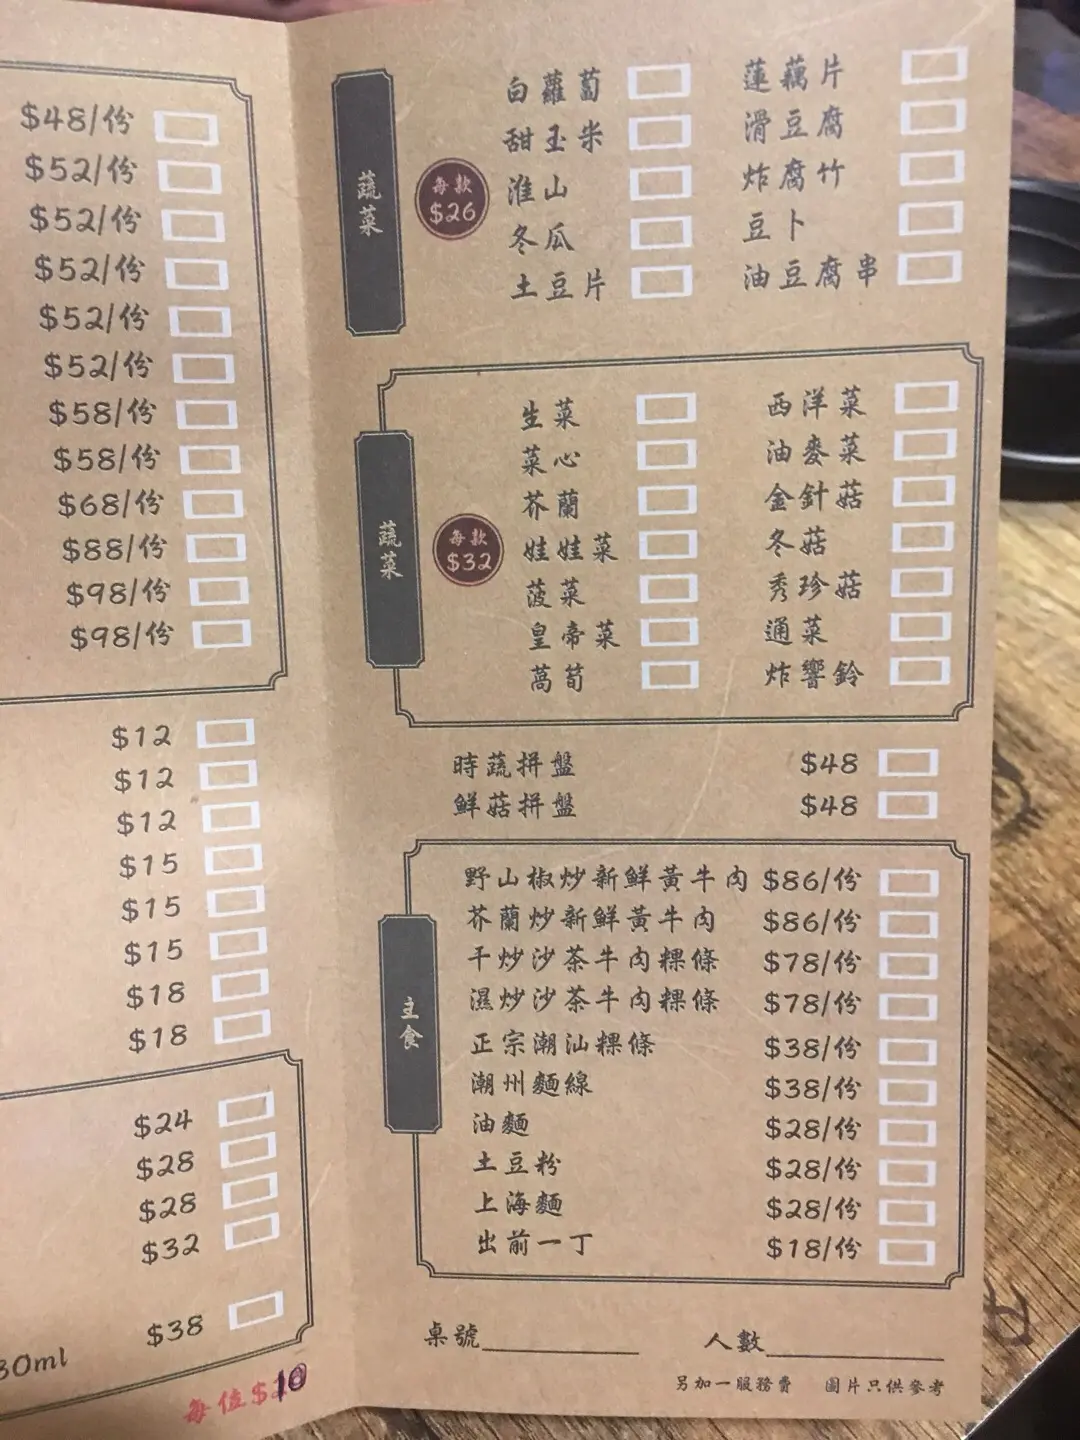 $48/份
$52/份
$52/份
$52/份
$52/份
$52/份
$58/份
$58/份
$68/份
$88/份
$98/份
$98/份
$12
$12
$12
$15
$15
$15
$18
$18
$24
$28
$28
$32
$38
30ml
每位$10
蔬菜
每款
$26
白蘿蔔 蓮藕片
甜玉米 滑豆腐
淮山 炸腐竹
冬瓜 豆卜
土豆片 油豆腐串
蔬菜
每款
$32
生菜 西洋菜
菜心 油麥菜
芥蘭 金針菇
娃娃菜 冬菇
菠菜 秀珍菇
皇帝菜 通菜
萵筍 炸響鈴
時蔬拼盤 $48
鮮菇拼盤 $48
主食
野山椒炒新鮮黃牛肉 $86/份
芥蘭炒新鮮黃牛肉 $86/份
干炒沙茶牛肉粿條 $78/份
濕炒沙茶牛肉粿條 $78/份
正宗潮汕粿條 $38/份
潮州麵線 $38/份
油麵 $28/份
土豆粉 $28/份
上海麵 $28/份
出前一丁 $18/份
桌號 人數
另加一服務費 圖片只供參考